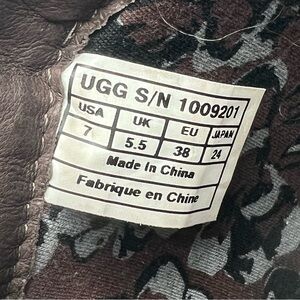 UGG S/N 1009201
USA UK EU JAPAN
7 5.5 38 24
Made In China
Fabrique en Chine